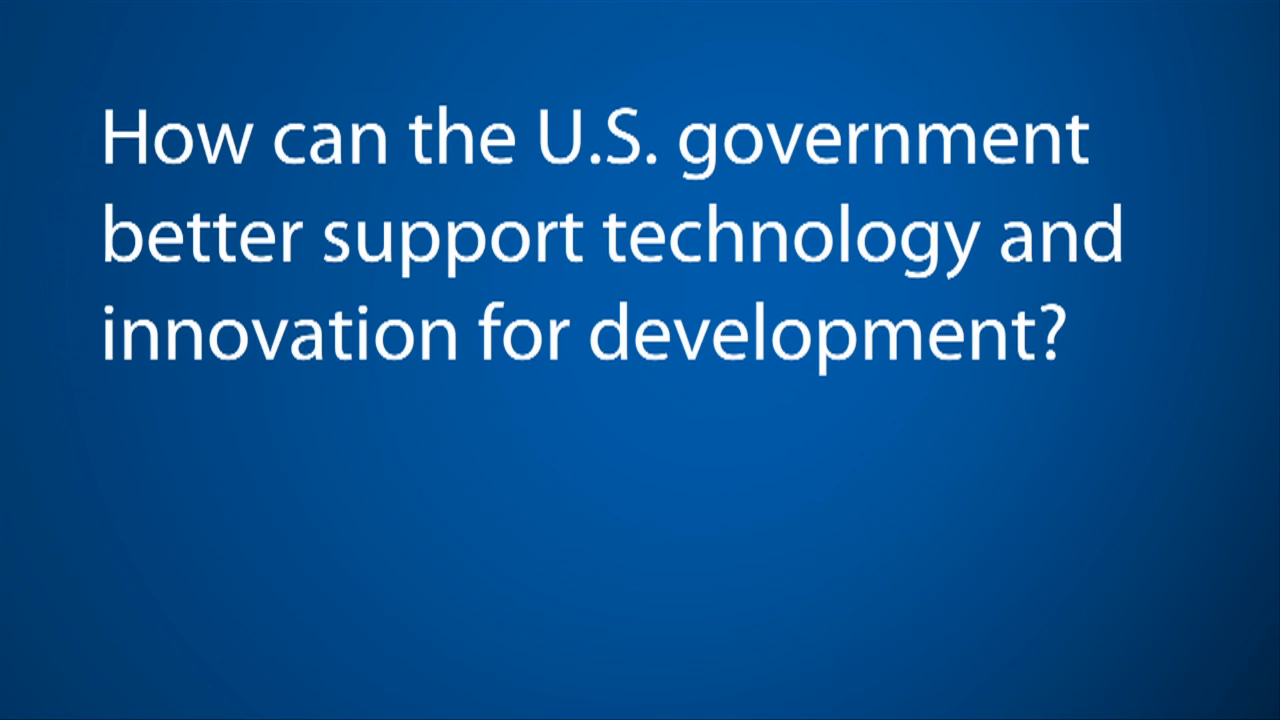 How can the U.S. government
better support technology and
innovation for development?